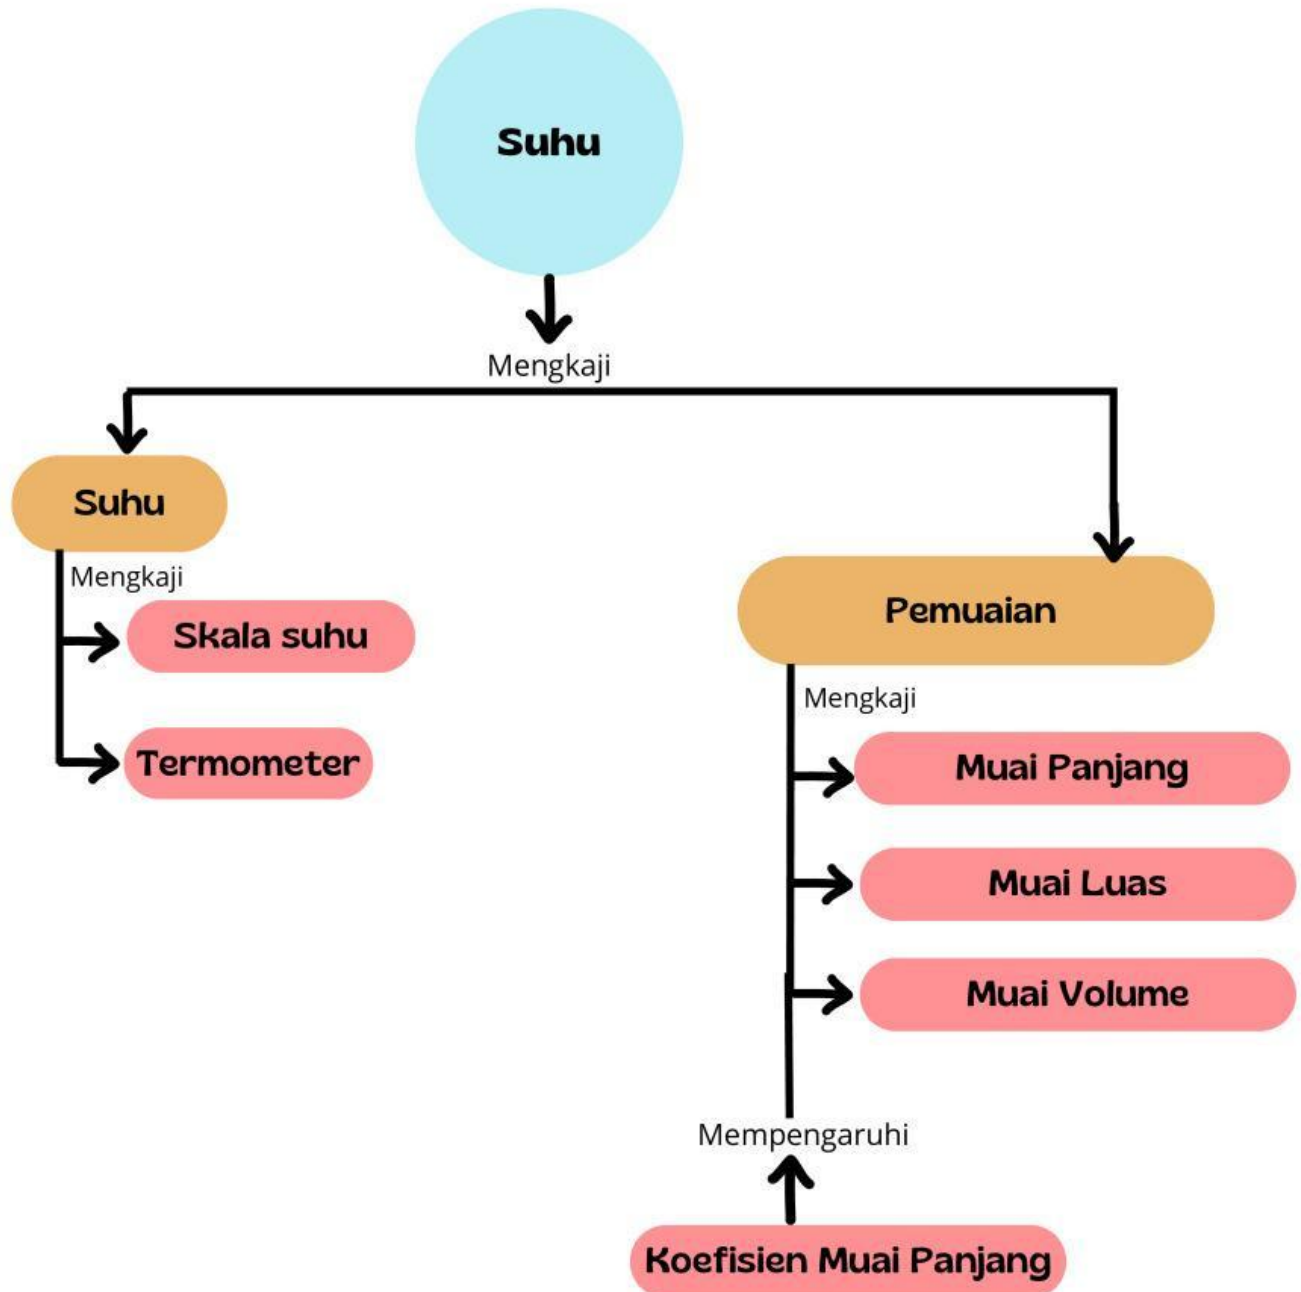 Suhu
Mengkaji
Suhu
Mengkaji
Skala suhu
Termometer
Pemuaian
Mengkaji
Muai Panjang
Muai Luas
Muai Volume
Mempengaruhi
Koefisien Muai Panjang